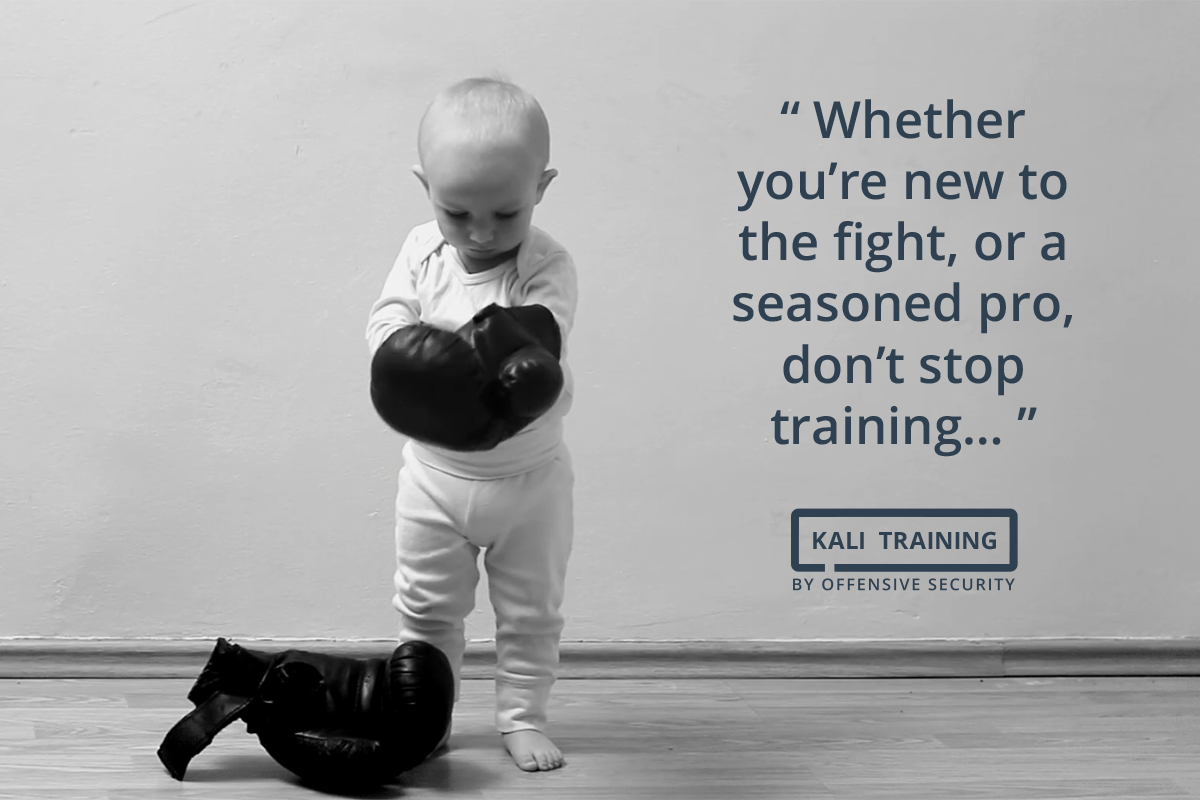 “ Whether
you’re new to
the fight, or a
seasoned pro,
don’t stop
training... ”
KALI TRAINING
BY OFFENSIVE SECURITY